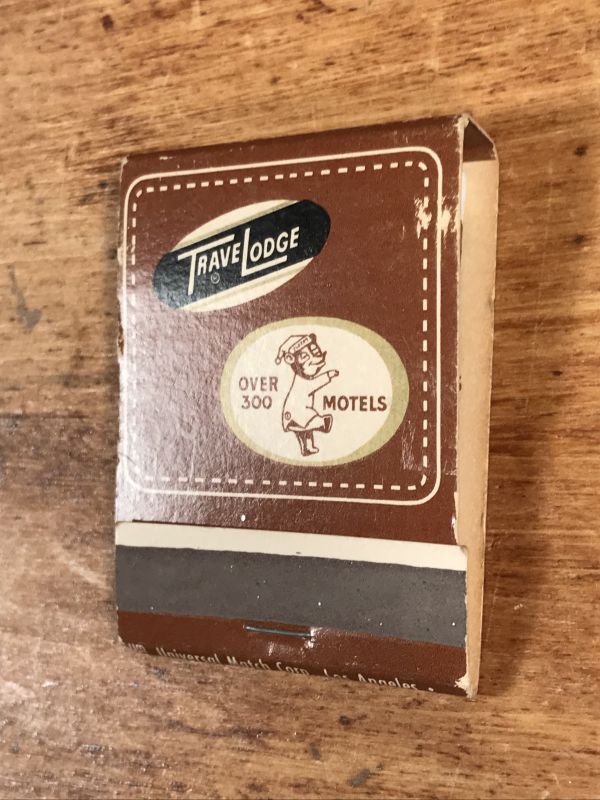 TRAVELODGE
OVER
300 MOTELS
Universal Match Corp., Los Angeles